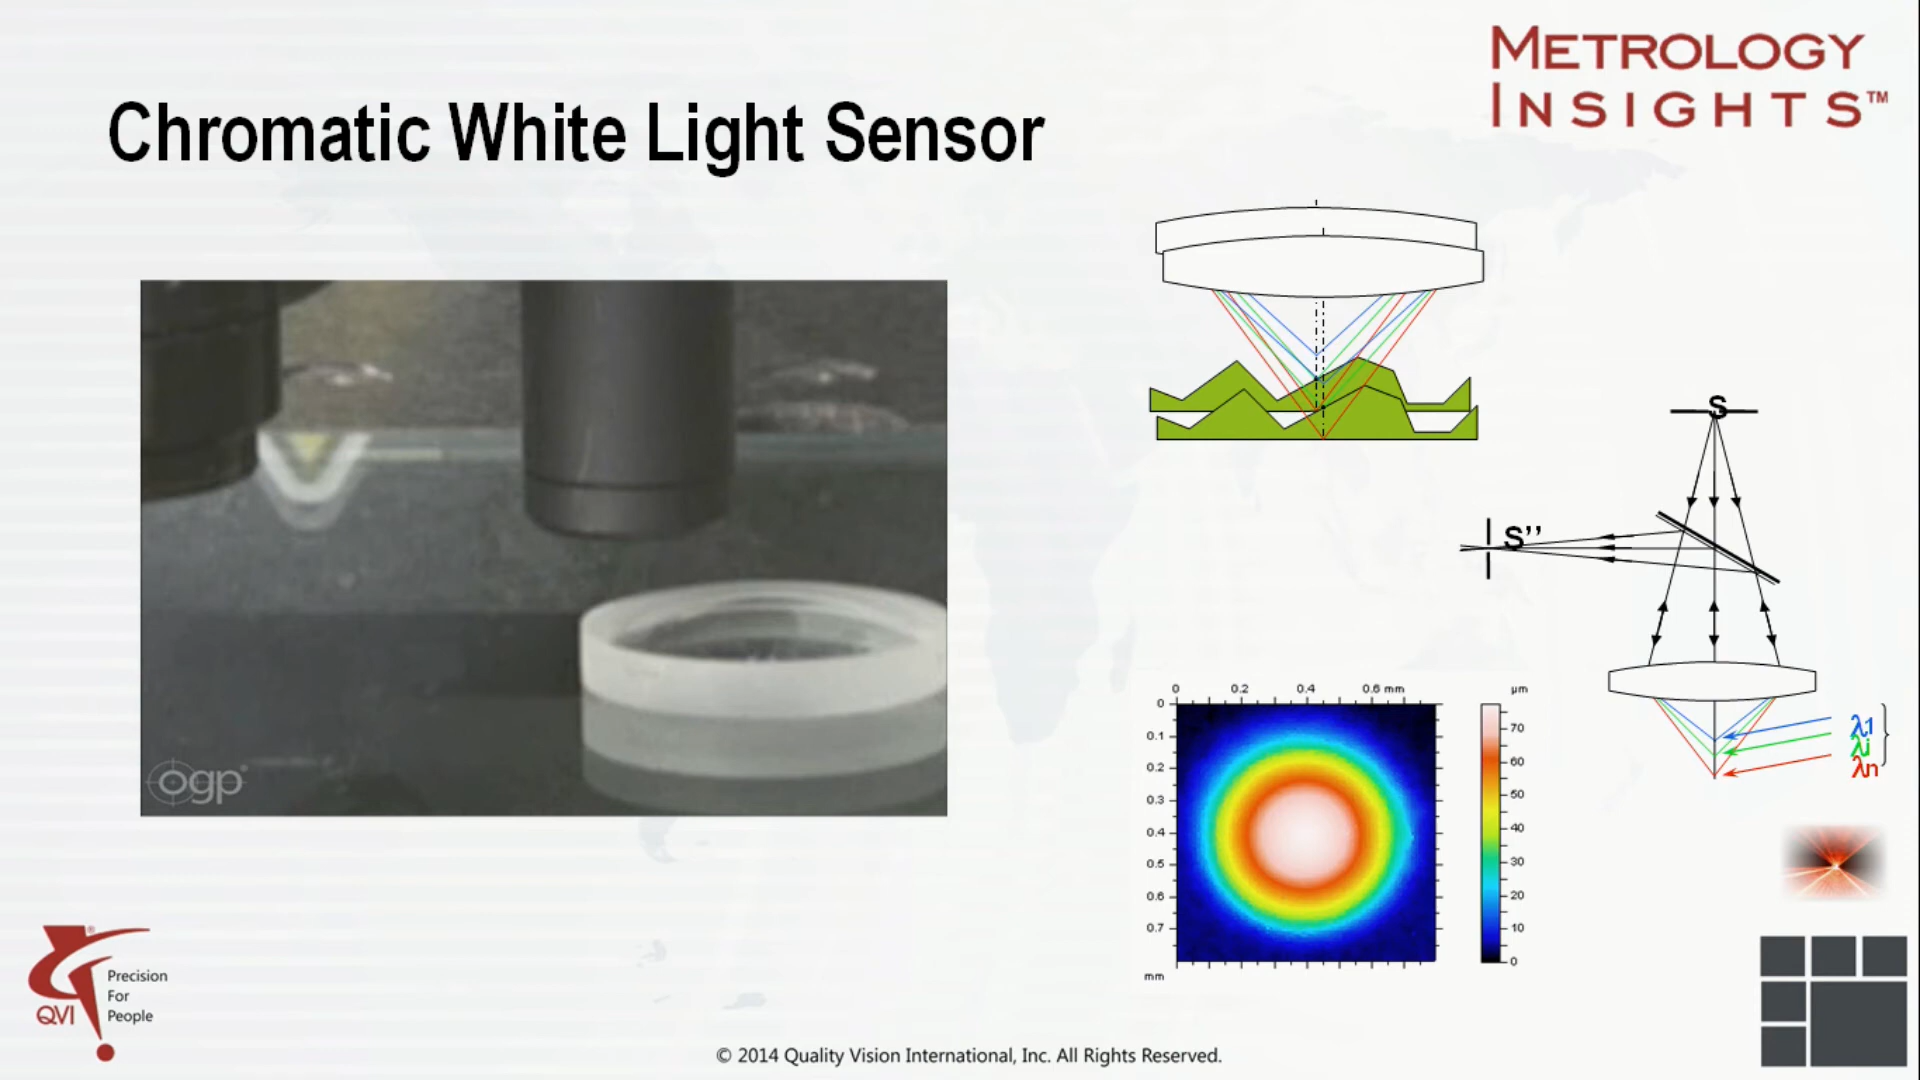 METROLOGY
INSIGHTS™
Chromatic White Light Sensor
S
S’’
λ1
λi
λn
0 0.2 0.4 0.6 mm µm
0
0.1
0.2
0.3
0.4
0.5
0.6
0.7
mm
70
60
50
40
30
20
10
0
ogp
QVI®
Precision
For
People
© 2014 Quality Vision International, Inc. All Rights Reserved.